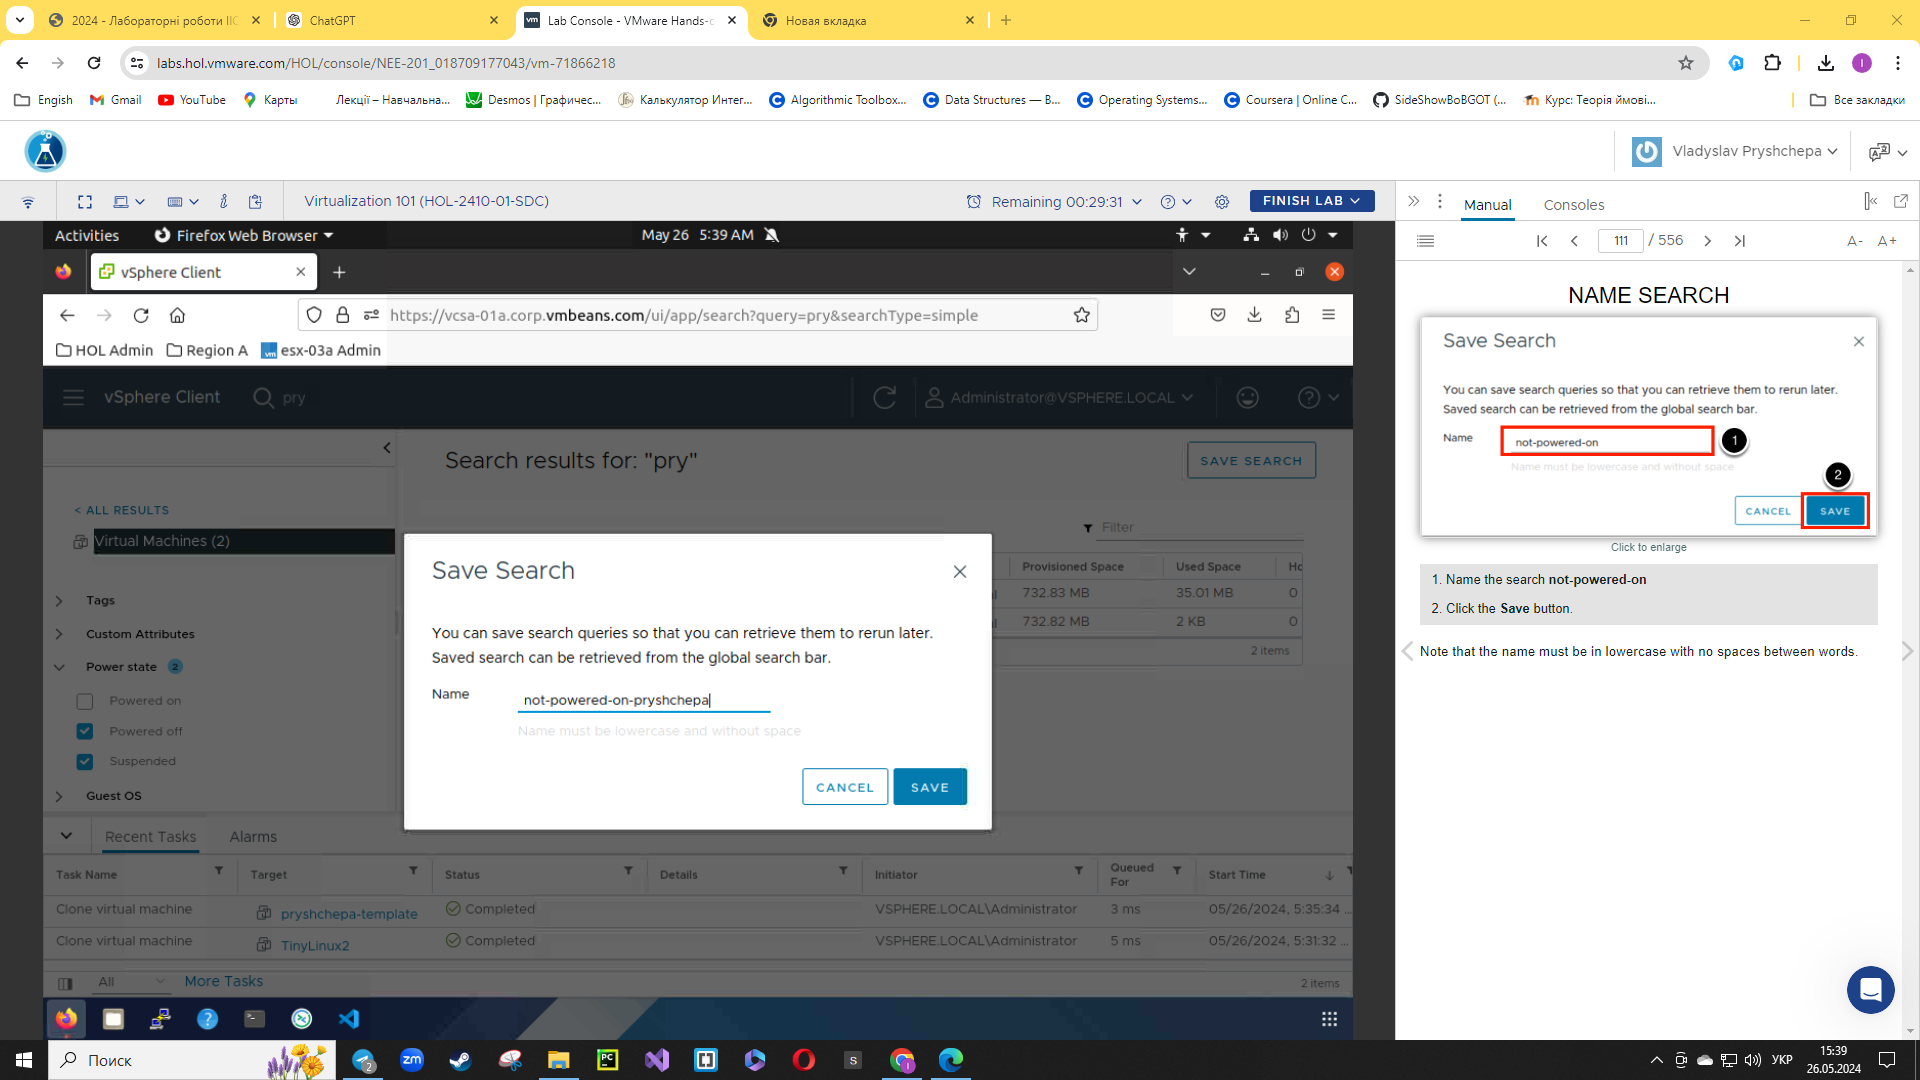 2024 - Лабораторні роботи ІІС
ChatGPT
Lab Console - VMware Hands-o
Новая вкладка
labs.hol.vmware.com/HOL/console/NEE-201_018709177043/vm-71866218
Engish
Gmail
YouTube
Карты
Лекції – Навчальна...
Desmos | Графичес...
Калькулятор Интег...
Algorithmic Toolbox...
Data Structures — B...
Operating Systems...
Coursera | Online C...
SideShowBoBGOT (...
Курс: Теорія ймові...
Все закладки
Vladyslav Pryshchepa
Virtualization 101 (HOL-2410-01-SDC)
Remaining 00:29:31
FINISH LAB
Manual
Consoles
111 / 556
A-
A+
Activities
Firefox Web Browser
May 26 5:39 AM
vSphere Client
https://vcsa-01a.corp.vmbeans.com/ui/app/search?query=pry&searchType=simple
HOL Admin
Region A
esx-03a Admin
vSphere Client
pry
Administrator@VSPHERE.LOCAL
Search results for: "pry"
SAVE SEARCH
< ALL RESULTS
Virtual Machines (2)
Tags
Custom Attributes
Power state 2
Powered on
Powered off
Suspended
Guest OS
Filter
Provisioned Space
Used Space
Ho
732.83 MB
35.01 MB
0
732.82 MB
2 KB
0
2 items
Save Search
You can save search queries so that you can retrieve them to rerun later.
Saved search can be retrieved from the global search bar.
Name
not-powered-on-pryshchepa
Name must be lowercase and without space
CANCEL
SAVE
Recent Tasks
Alarms
Task Name
Target
Status
Details
Initiator
Queued
For
Start Time
Clone virtual machine
pryshchepa-template
Completed
VSPHERE.LOCAL\Administrator
3 ms
05/26/2024, 5:35:34 ...
Clone virtual machine
TinyLinux2
Completed
VSPHERE.LOCAL\Administrator
5 ms
05/26/2024, 5:31:32 ...
All
More Tasks
2 items
NAME SEARCH
Save Search
You can save search queries so that you can retrieve them to rerun later.
Saved search can be retrieved from the global search bar.
Name
not-powered-on
1
Name must be lowercase and without space
2
CANCEL
SAVE
Click to enlarge
1. Name the search not-powered-on
2. Click the Save button.
Note that the name must be in lowercase with no spaces between words.
Поиск
2
zm
PC
S
УКР
15:39
26.05.2024